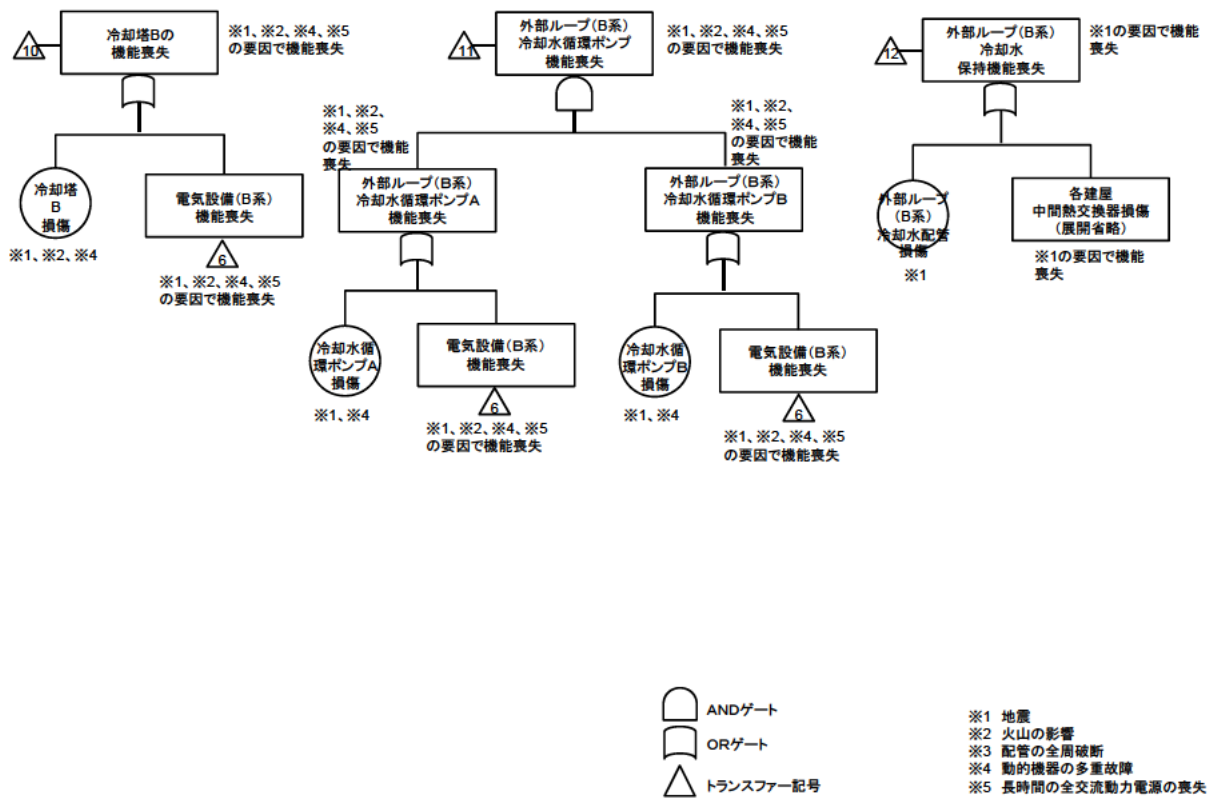 10
冷却塔Bの
機能喪失
※1、※2、※4、※5
の要因で機能喪失
冷却塔
B
損傷
※1、※2、※4
電気設備(B系)
機能喪失
6
※1、※2、※4、※5
の要因で機能喪失
11
外部ループ(B系)
冷却水循環ポンプ
機能喪失
※1、※2、※4、※5
の要因で機能喪失
※1、※2、
※4、※5
の要因で機能
喪失
外部ループ(B系)
冷却水循環ポンプA
機能喪失
冷却水循
環ポンプA
損傷
※1、※4
電気設備(B系)
機能喪失
6
※1、※2、※4、※5
の要因で機能喪失
※1、※2、
※4、※5
の要因で機能
喪失
外部ループ(B系)
冷却水循環ポンプB
機能喪失
冷却水循
環ポンプB
損傷
※1、※4
電気設備(B系)
機能喪失
6
※1、※2、※4、※5
の要因で機能喪失
12
外部ループ(B系)
冷却水
保持機能喪失
※1の要因で機能
喪失
外部ループ
(B系)
冷却水配管
損傷
※1
各建屋
中間熱交換器損傷
(展開省略)
※1の要因で機能
喪失
ANDゲート
ORゲート
トランスファー記号
※1 地震
※2 火山の影響
※3 配管の全周破断
※4 動的機器の多重故障
※5 長時間の全交流動力電源の喪失